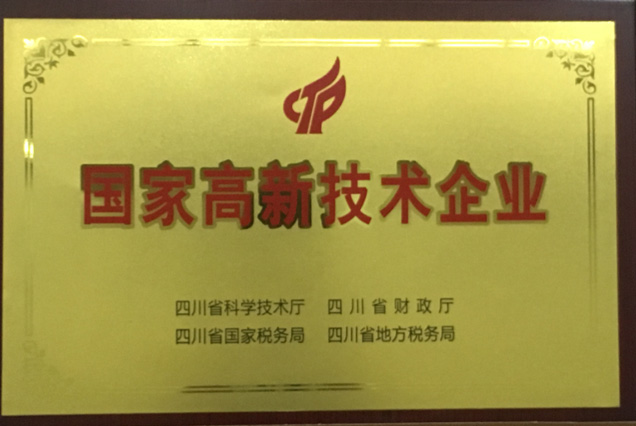 CTP
国家高新技术企业
四川省科学技术厅 四川省财政厅
四川省国家税务局 四川省地方税务局